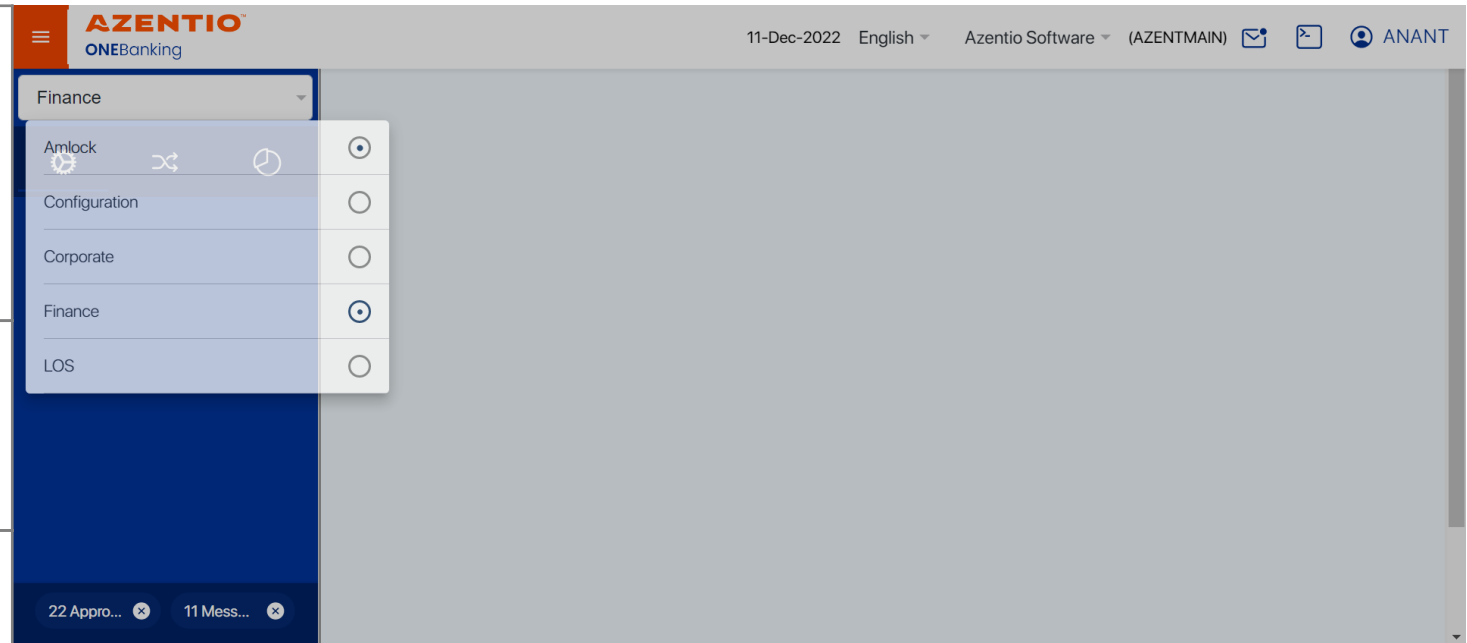 AZENTIO™
ONEBanking
11-Dec-2022 English Azentio Software (AZENTMAIN) ANANT
Finance
Amlock
Configuration
Corporate
Finance
LOS
22 Appro... 11 Mess...